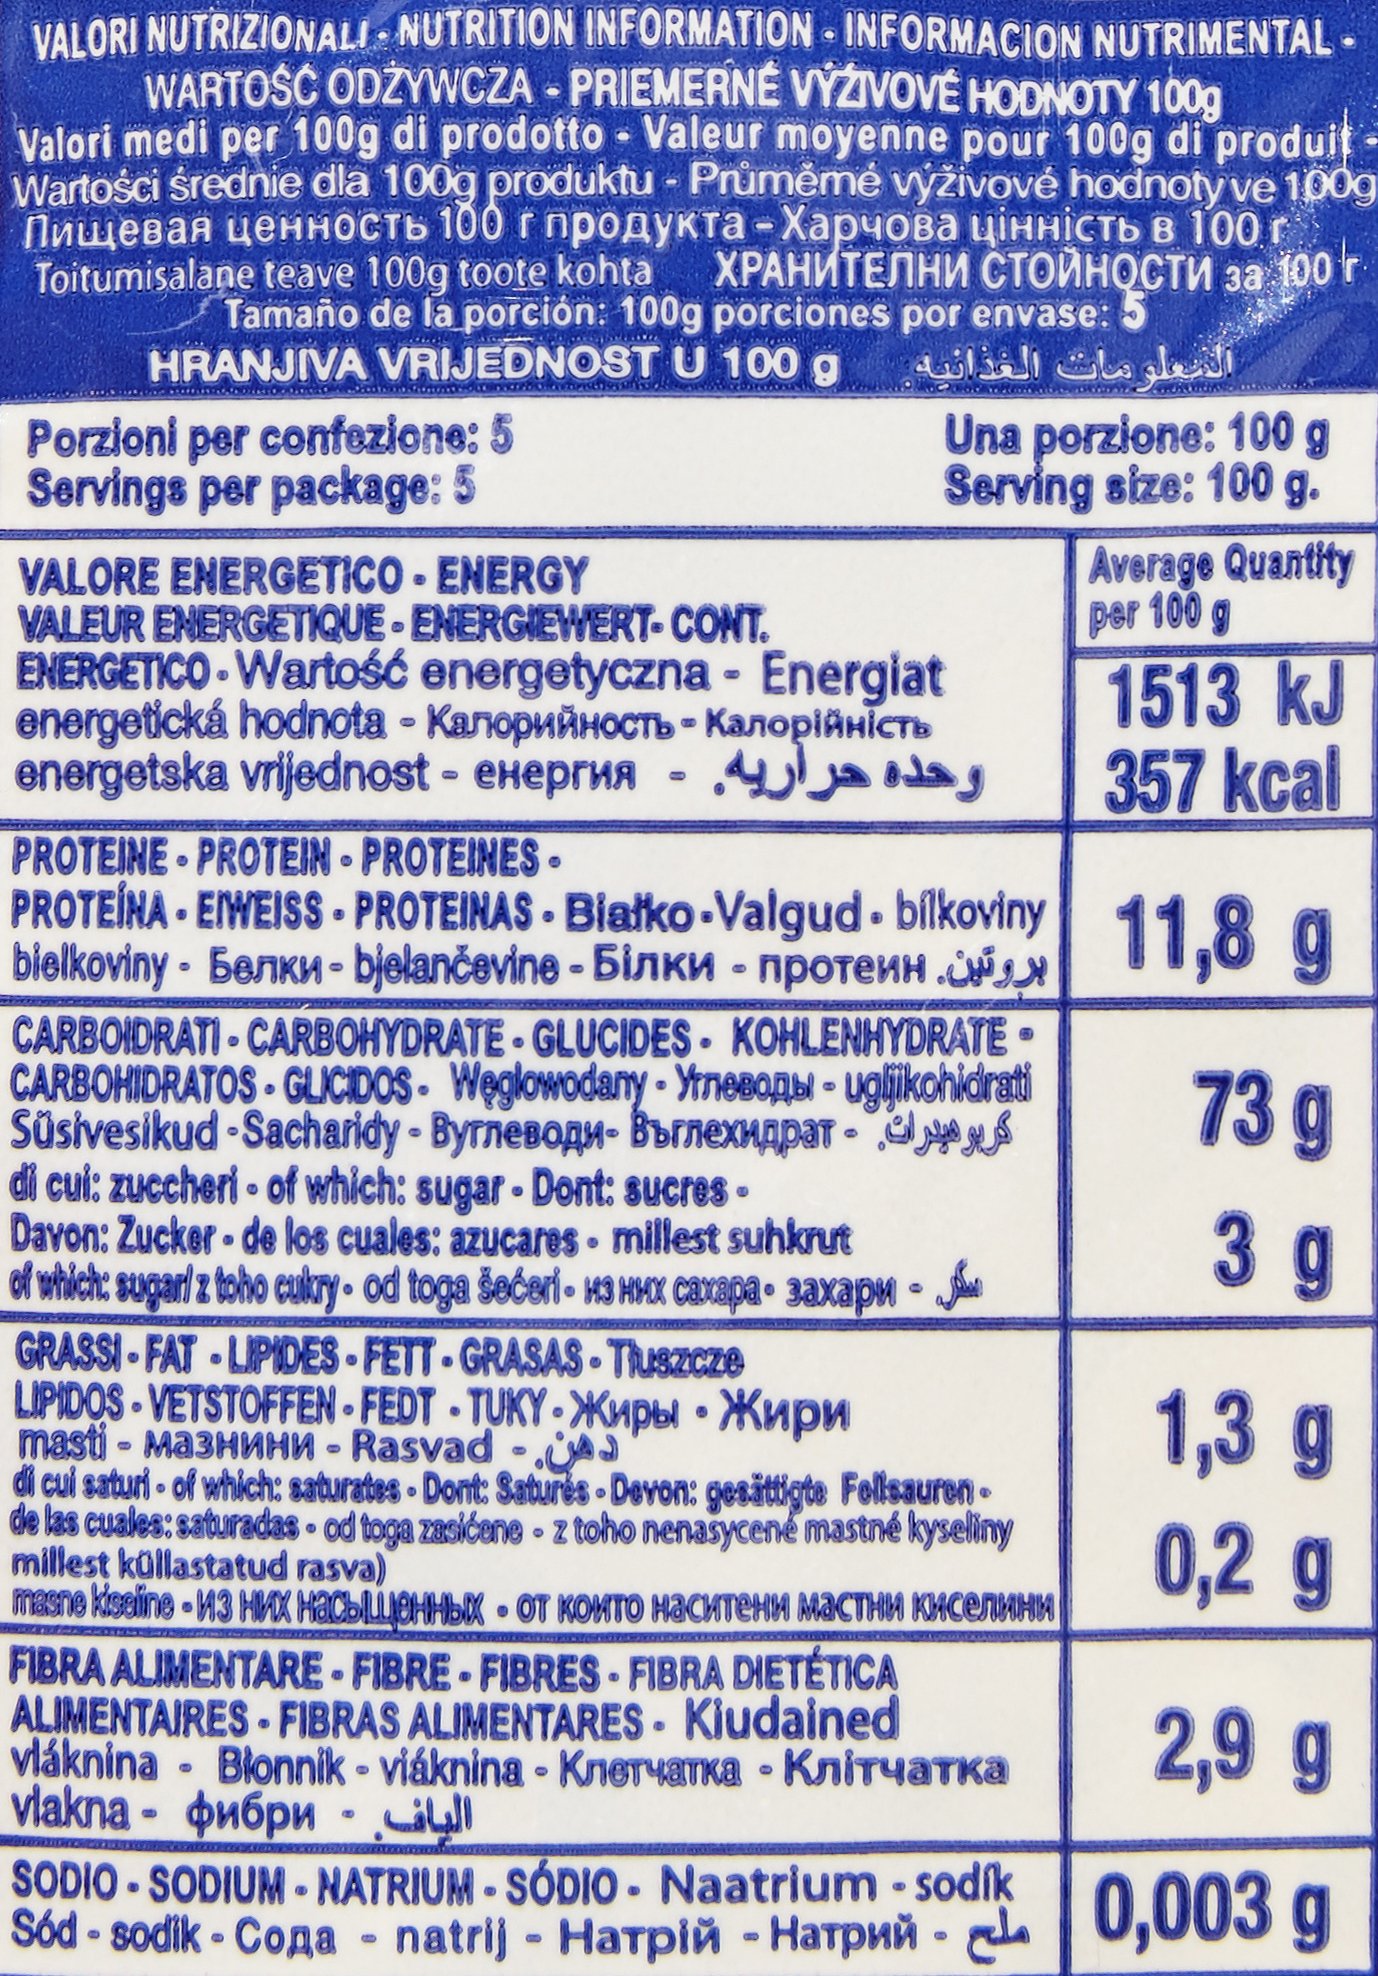 VALORI NUTRIZIONALI - NUTRITION INFORMATION - INFORMACION NUTRIMENTAL -
WARTOŚĆ ODŻYWCZA - PRIEMERNÉ VÝŽIVOVÉ HODNOTY 100g
Valori medi per 100g di prodotto - Valeur moyenne pour 100g di produit -
Wartości średnie dla 100g produktu - Průměrné výživové hodnoty ve 100g
Пищевая ценность 100 г продукта - Харчова цінність в 100 г
Toitumisalane teave 100g toote kohta ХРАНИТЕЛНИ СТОЙНОСТИ за 100 г
Tamaño de la porción: 100g porciones por envase: 5
HRANJIVA VRIJEDNOST U 100 g المعلومات الغذانيه.
Porzioni per confezione: 5 Una porzione: 100 g
Servings per package: 5 Serving size: 100 g.
VALORE ENERGETICO - ENERGY Average Quantity
VALEUR ENERGETIQUE - ENERGIEWERT- CONT. per 100 g
ENERGETICO - Wartość energetyczna - Energiat 1513 kJ
energetická hodnota - Калорийность - Калорійність
energetska vrijednost - енергия - وحده حراريه. 357 kcal
PROTEINE - PROTEIN - PROTEINES -
PROTEÍNA - EIWEISS - PROTEINAS - Białko -Valgud - bílkoviny 11,8 g
bielkoviny - Белки - bjelančevine - Білки - протеин بروتين.
CARBOIDRATI - CARBOHYDRATE - GLUCIDES - KOHLENHYDRATE -
CARBOHIDRATOS - GLICIDOS - Węglowodany - Углеводы - ugljikohidrati 73 g
Süsivesikud -Sacharidy - Вуглеводи- Въглехидрат - كربوهيدرات.
di cui: zuccheri - of which: sugar - Dont: sucres -
Davon: Zucker - de los cuales: azucares - millest suhkrut 3 g
of which: sugar/ z toho cukry - od toga šećeri - из них сахара - захари - سكر.
GRASSI - FAT - LIPIDES - FETT - GRASAS - Tłuszcze
LIPIDOS - VETSTOFFEN - FEDT - TUKY - Жиры - Жири 1,3 g
masti - мазнини - Rasvad - دهن.
di cui saturi - of which: saturates - Dont: Saturés - Devon: gesättigte Fellsauren -
de las cuales: saturadas - od toga zasićene - z toho nenasycené mastné kyseliny
millest küllastatud rasva) 0,2 g
masne kiseline - ИЗ НИХ НасыЩеННЫХ - от които наситени мастни киселини
FIBRA ALIMENTARE - FIBRE - FIBRES - FIBRA DIETÉTICA
ALIMENTAIRES - FIBRAS ALIMENTARES - Kiudained 2,9 g
vláknina - Błonnik - vláknina - Клетчатка - Клітчатка
vlakna - фибри - الياف.
SODIO - SODIUM - NATRIUM - SÓDIO - Naatrium - sodík 0,003 g
Sód - sodík - Сода - natrij - Натрій - Натрий - ملح